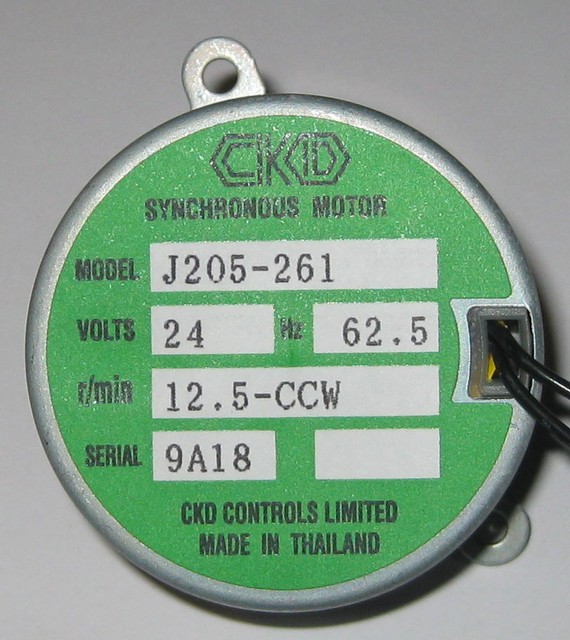 CKD
SYNCHRONOUS MOTOR
MODEL J205-261
VOLTS 24 Hz 62.5
r/min 12.5-CCW
SERIAL 9A18
CKD CONTROLS LIMITED
MADE IN THAILAND